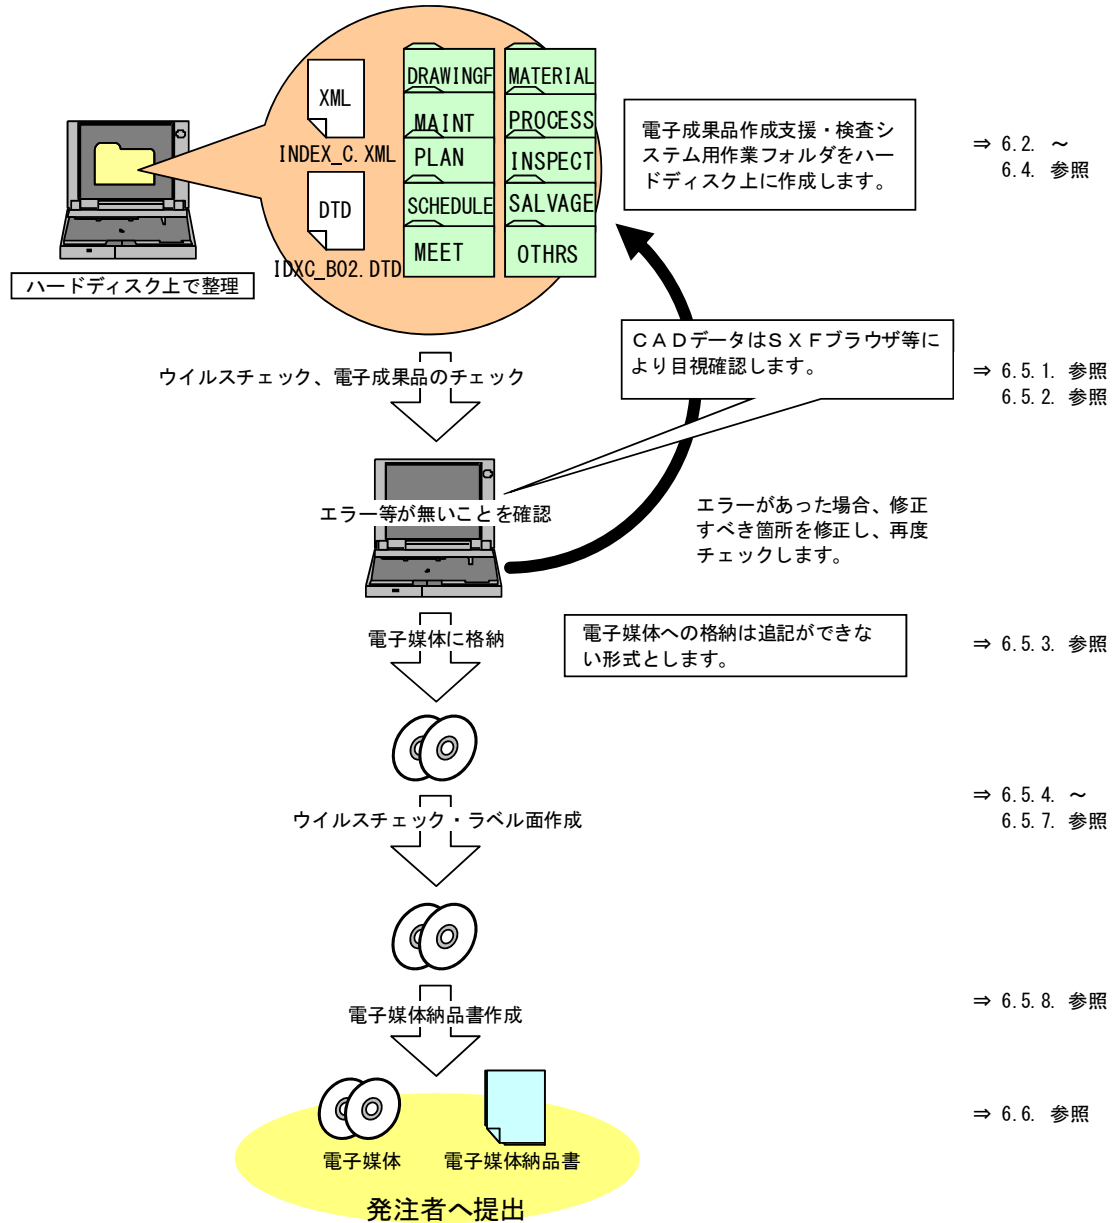 XML
INDEX_C.XML
DTD
IDXC_B02.DTD
DRAWINGF
MAINT
PLAN
SCHEDULE
MEET
MATERIAL
PROCESS
INSPECT
SALVAGE
OTHRS
ハードディスク上で整理
電子成果品作成支援・検査シ
ステム用作業フォルダをハー
ドディスク上に作成します。
⇒ 6.2. ～
6.4. 参照
ＣＡＤデータはＳＸＦブラウザ等に
より目視確認します。
ウイルスチェック、電子成果品のチェック
⇒ 6.5.1. 参照
6.5.2. 参照
エラー等が無いことを確認
エラーがあった場合、修正
すべき箇所を修正し、再度
チェックします。
電子媒体に格納
電子媒体への格納は追記ができな
い形式とします。
⇒ 6.5.3. 参照
ウイルスチェック・ラベル面作成
⇒ 6.5.4. ～
6.5.7. 参照
電子媒体納品書作成
⇒ 6.5.8. 参照
⇒ 6.6. 参照
電子媒体
電子媒体納品書
発注者へ提出